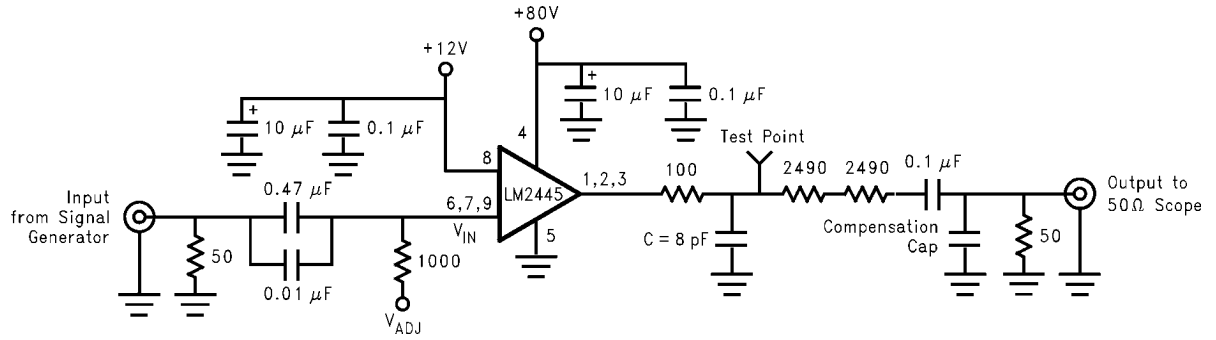 +80V
+12V
+
10 μF
0.1 μF
+
10 μF
0.1 μF
4
Test Point
8
100
2490
2490
0.1 μF
Input
from Signal
Generator
0.47 μF
6,7,9
LM2445
1,2,3
Output to
50Ω Scope
V_IN
5
C = 8 pF
Compensation
Cap
50
50
0.01 μF
1000
V_ADJ